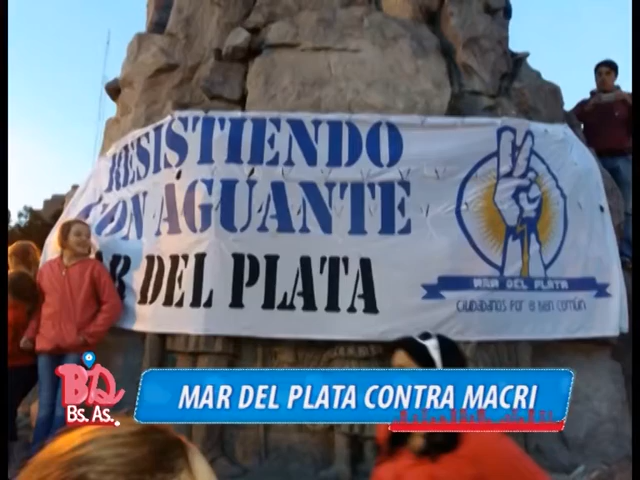 RESISTIENDO
CON AGUANTE
MAR DEL PLATA
MAR DEL PLATA
CIUDADANOS POR EL BIEN COMÚN
BA
Bs. As.
MAR DEL PLATA CONTRA MACRI